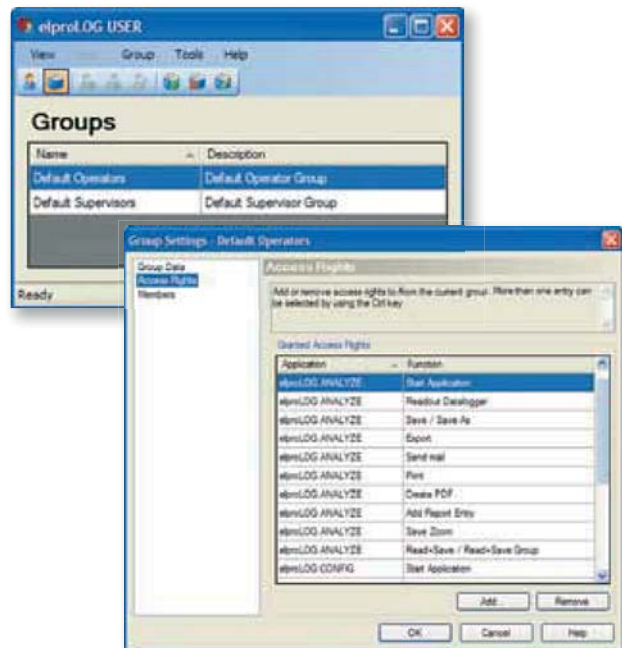 elproLOG USER
View Group Tools Help
Groups
Name Description
Default Operators Default Operator Group
Default Supervisors Default Supervisor Group
Ready
Group Settings - Default Operators
Group Data
Access Rights
Members
Access Rights
Add or remove access rights to/from the current group. More than one entry can
be selected by using the Ctrl key
Granted Access Rights
Application Function
elproLOG ANALYZE Start Application
elproLOG ANALYZE Readout Datalogger
elproLOG ANALYZE Save / Save As
elproLOG ANALYZE Export
elproLOG ANALYZE Send mail
elproLOG ANALYZE Print
elproLOG ANALYZE Create PDF
elproLOG ANALYZE Add Report Entry
elproLOG ANALYZE Save Zoom
elproLOG ANALYZE Read+Save / Read+Save Group
elproLOG CONFIG Start Application
Add... Remove
OK Cancel Help